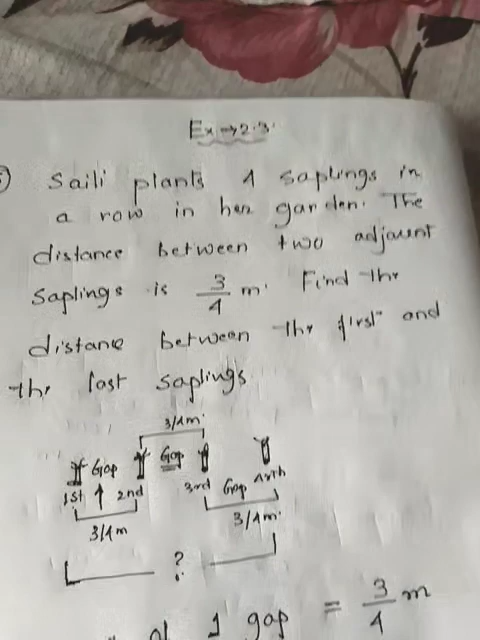 Ex → 2.3.
Saili plants 4 saplings in
a row in her garden. The
distance between two adjacent
saplings is 3/4 m. Find the
distance between the first and
the last saplings
3/4m.
Gap Gap
1st 2nd 3rd Gap 4th
3/4m 3/4m.
?
of 1 gap = 3/4 m